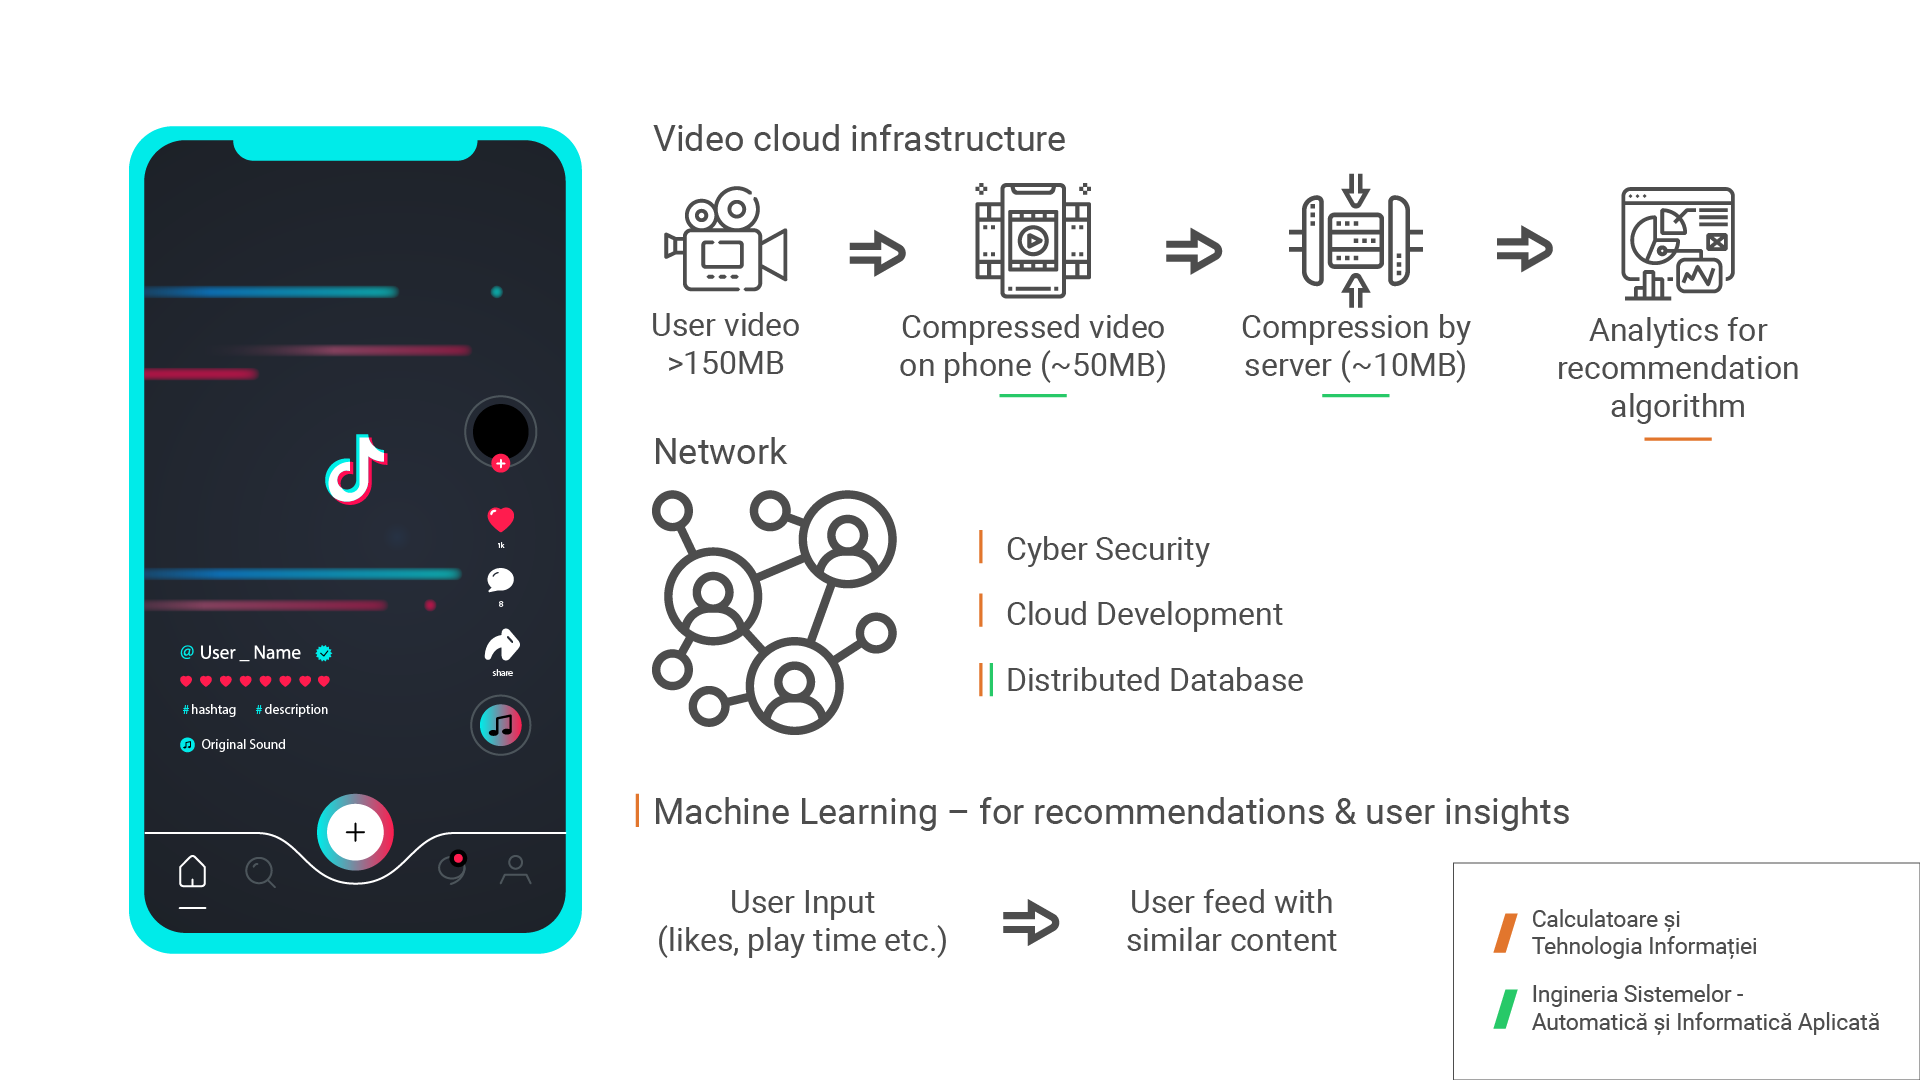 Video cloud infrastructure
User video
>150MB
Compressed video
on phone (~50MB)
Compression by
server (~10MB)
Analytics for
recommendation
algorithm
Network
Cyber Security
Cloud Development
Distributed Database
Machine Learning – for recommendations & user insights
User Input
(likes, play time etc.)
User feed with
similar content
Calculatoare și
Tehnologia Informației
Ingineria Sistemelor -
Automatică și Informatică Aplicată
1k
8
share
@ User _ Name
#hashtag #description
Original Sound